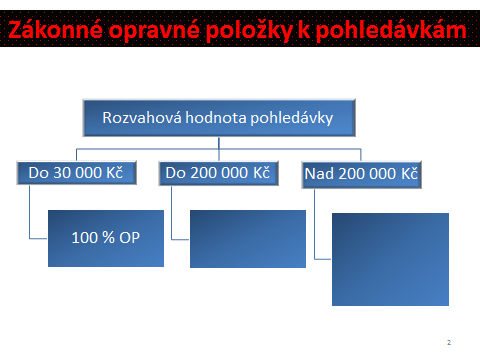 Zákonné opravné položky k pohledávkám
Rozvahová hodnota pohledávky
Do 30 000 Kč
Do 200 000 Kč
Nad 200 000 Kč
100 % OP
2